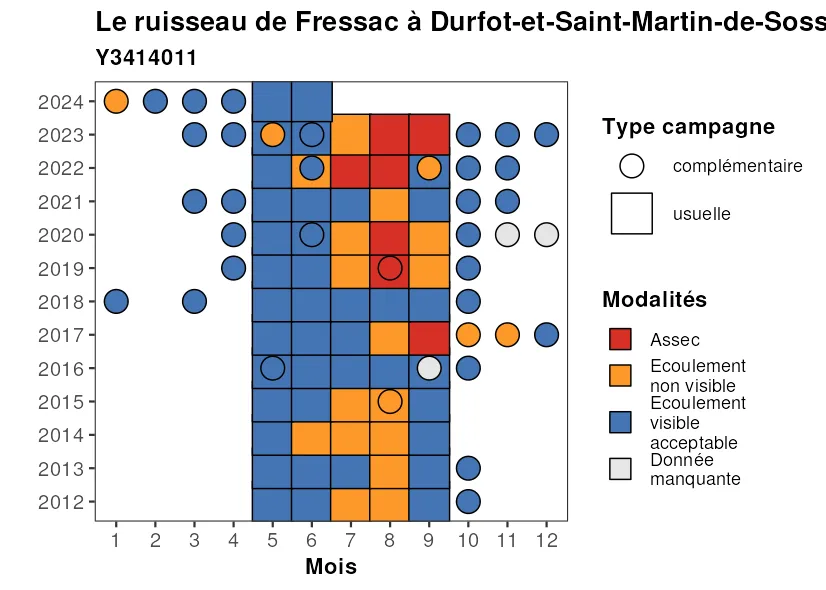 Le ruisseau de Fressac à Durfot-et-Saint-Martin-de-Soss
Y3414011
2024
2023
2022
2021
2020
2019
2018
2017
2016
2015
2014
2013
2012
1 2 3 4 5 6 7 8 9 10 11 12
Mois
Type campagne
complémentaire
usuelle
Modalités
Assec
Ecoulement
non visible
Ecoulement
visible
acceptable
Donnée
manquante